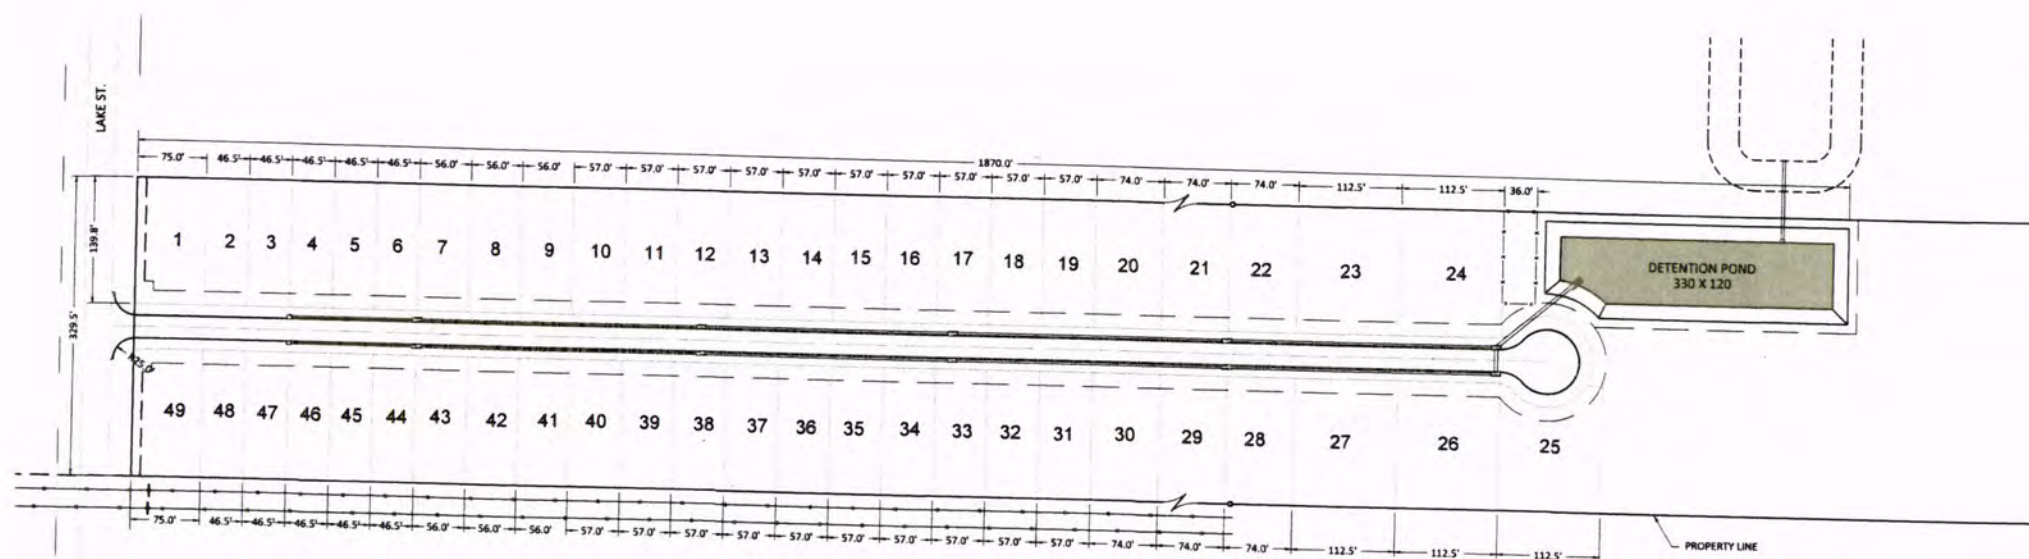 LAKE ST.
1870.0'
75.0' 46.5' 46.5' 46.5' 46.5' 46.5' 56.0' 56.0' 56.0' 57.0' 57.0' 57.0' 57.0' 57.0' 57.0' 57.0' 57.0' 57.0' 57.0' 74.0' 74.0' 74.0' 112.5' 112.5' 36.0'
139.8'
329.5'
1 2 3 4 5 6 7 8 9 10 11 12 13 14 15 16 17 18 19 20 21 22 23 24
DETENTION POND
330 X 120
R25.0'
49 48 47 46 45 44 43 42 41 40 39 38 37 36 35 34 33 32 31 30 29 28 27 26 25
75.0' 46.5' 46.5' 46.5' 46.5' 46.5' 56.0' 56.0' 56.0' 57.0' 57.0' 57.0' 57.0' 57.0' 57.0' 57.0' 57.0' 57.0' 57.0' 74.0' 74.0' 74.0' 112.5' 112.5' 112.5'
PROPERTY LINE